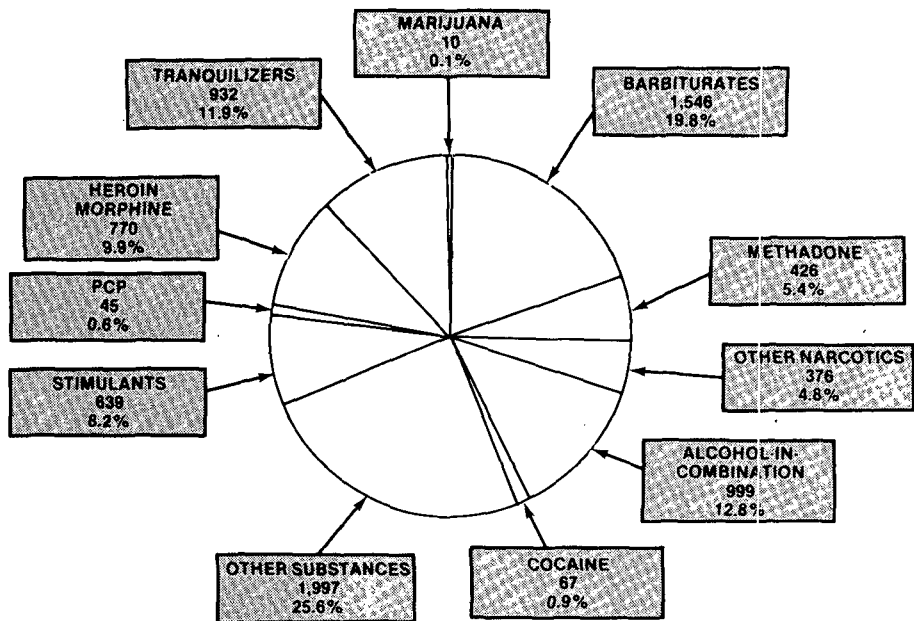 MARIJUANA
10
0.1%
BARBITURATES
1,546
19.8%
METHADONE
426
5.4%
OTHER NARCOTICS
376
4.8%
ALCOHOL-IN-
COMBINATION
999
12.8%
COCAINE
67
0.9%
OTHER SUBSTANCES
1,997
25.6%
STIMULANTS
639
8.2%
PCP
45
0.6%
HEROIN
MORPHINE
770
9.9%
TRANQUILIZERS
932
11.9%